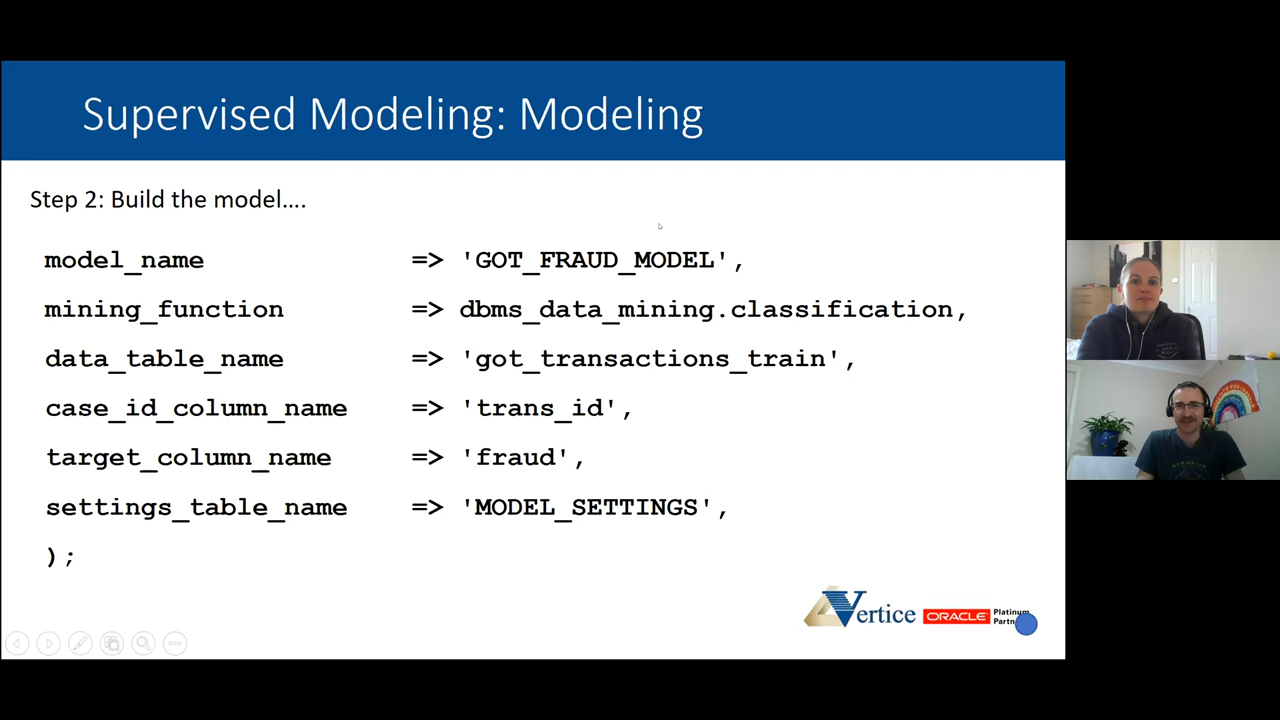 Supervised Modeling: Modeling
Step 2: Build the model....
model_name => 'GOT_FRAUD_MODEL',
mining_function => dbms_data_mining.classification,
data_table_name => 'got_transactions_train',
case_id_column_name => 'trans_id',
target_column_name => 'fraud',
settings_table_name => 'MODEL_SETTINGS',
);
Vertice ORACLE Platinum